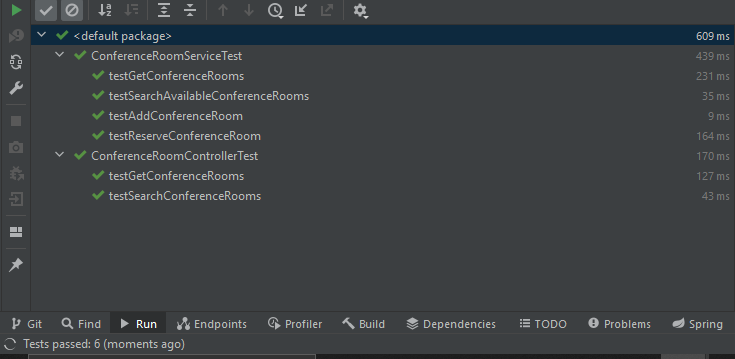 <default package> 609 ms
ConferenceRoomServiceTest 439 ms
testGetConferenceRooms 231 ms
testSearchAvailableConferenceRooms 35 ms
testAddConferenceRoom 9 ms
testReserveConferenceRoom 164 ms
ConferenceRoomControllerTest 170 ms
testGetConferenceRooms 127 ms
testSearchConferenceRooms 43 ms
Git Find Run Endpoints Profiler Build Dependencies TODO Problems Spring
Tests passed: 6 (moments ago)